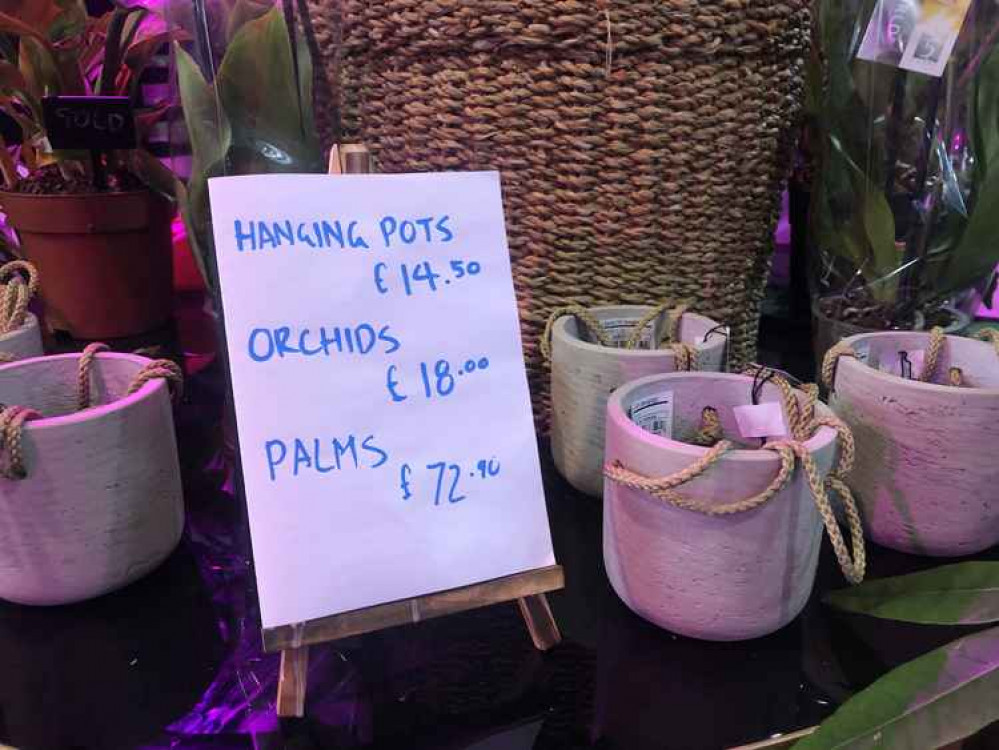 SOLD
HANGING POTS
£14.50
ORCHIDS
£18.00
PALMS
£72.90